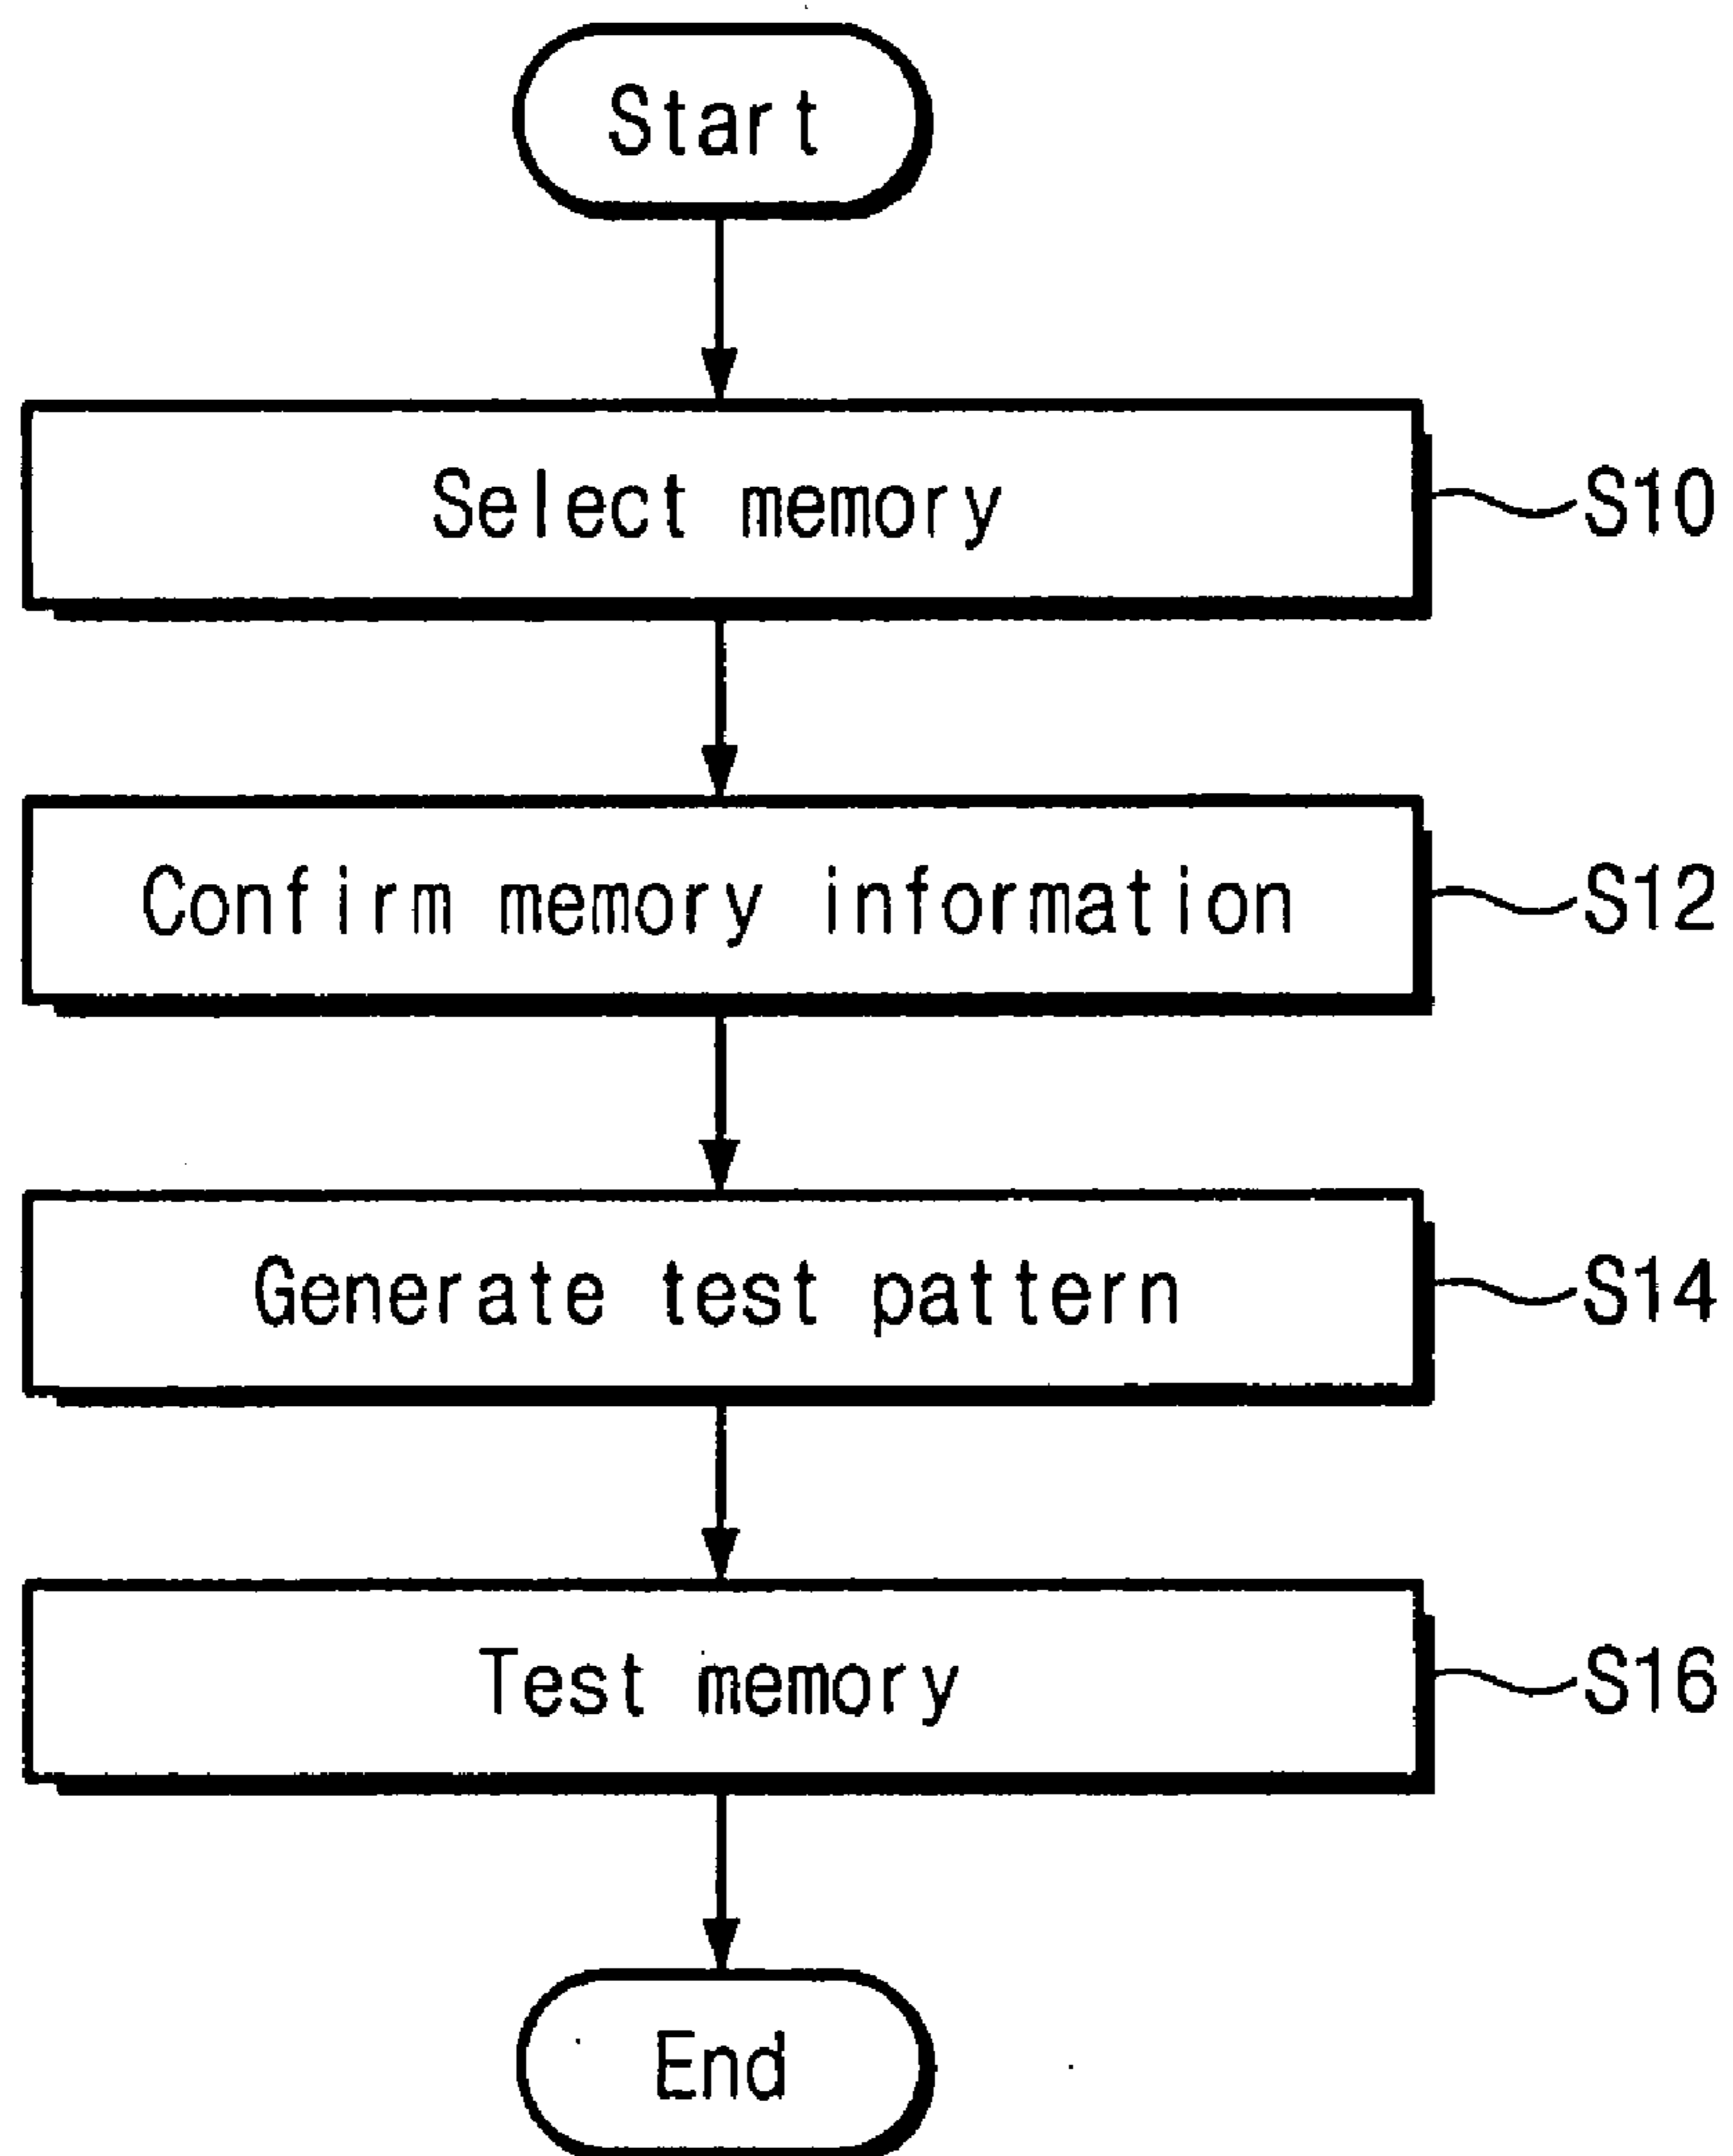 Start
Select memory S10
Confirm memory information S12
Generate test pattern S14
Test memory S16
End